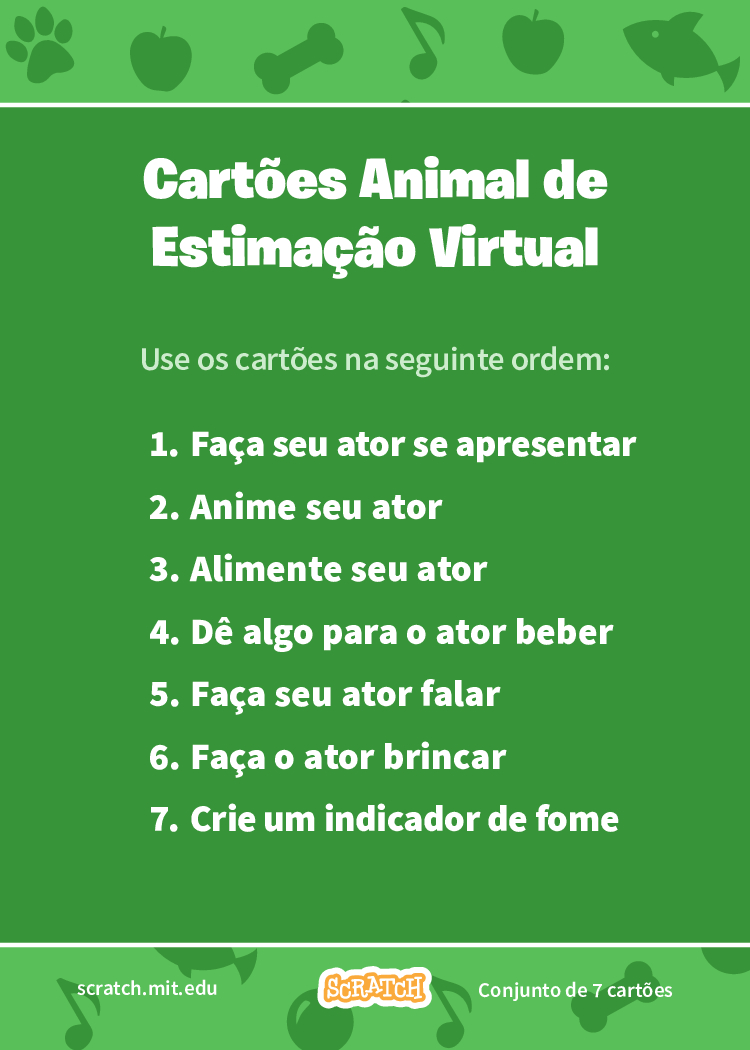 Cartões Animal de
Estimação Virtual
Use os cartões na seguinte ordem:
1. Faça seu ator se apresentar
2. Anime seu ator
3. Alimente seu ator
4. Dê algo para o ator beber
5. Faça seu ator falar
6. Faça o ator brincar
7. Crie um indicador de fome
scratch.mit.edu
SCRATCH
Conjunto de 7 cartões